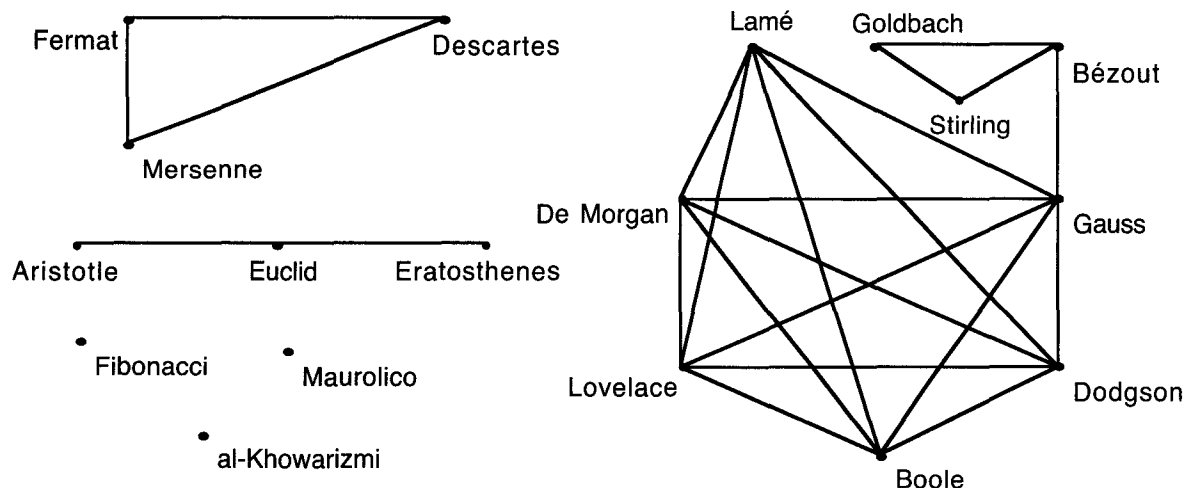 Fermat
Descartes
Mersenne
Aristotle
Euclid
Eratosthenes
Fibonacci
Maurolico
al-Khowarizmi
Lamé
Goldbach
Bézout
Stirling
De Morgan
Gauss
Lovelace
Dodgson
Boole